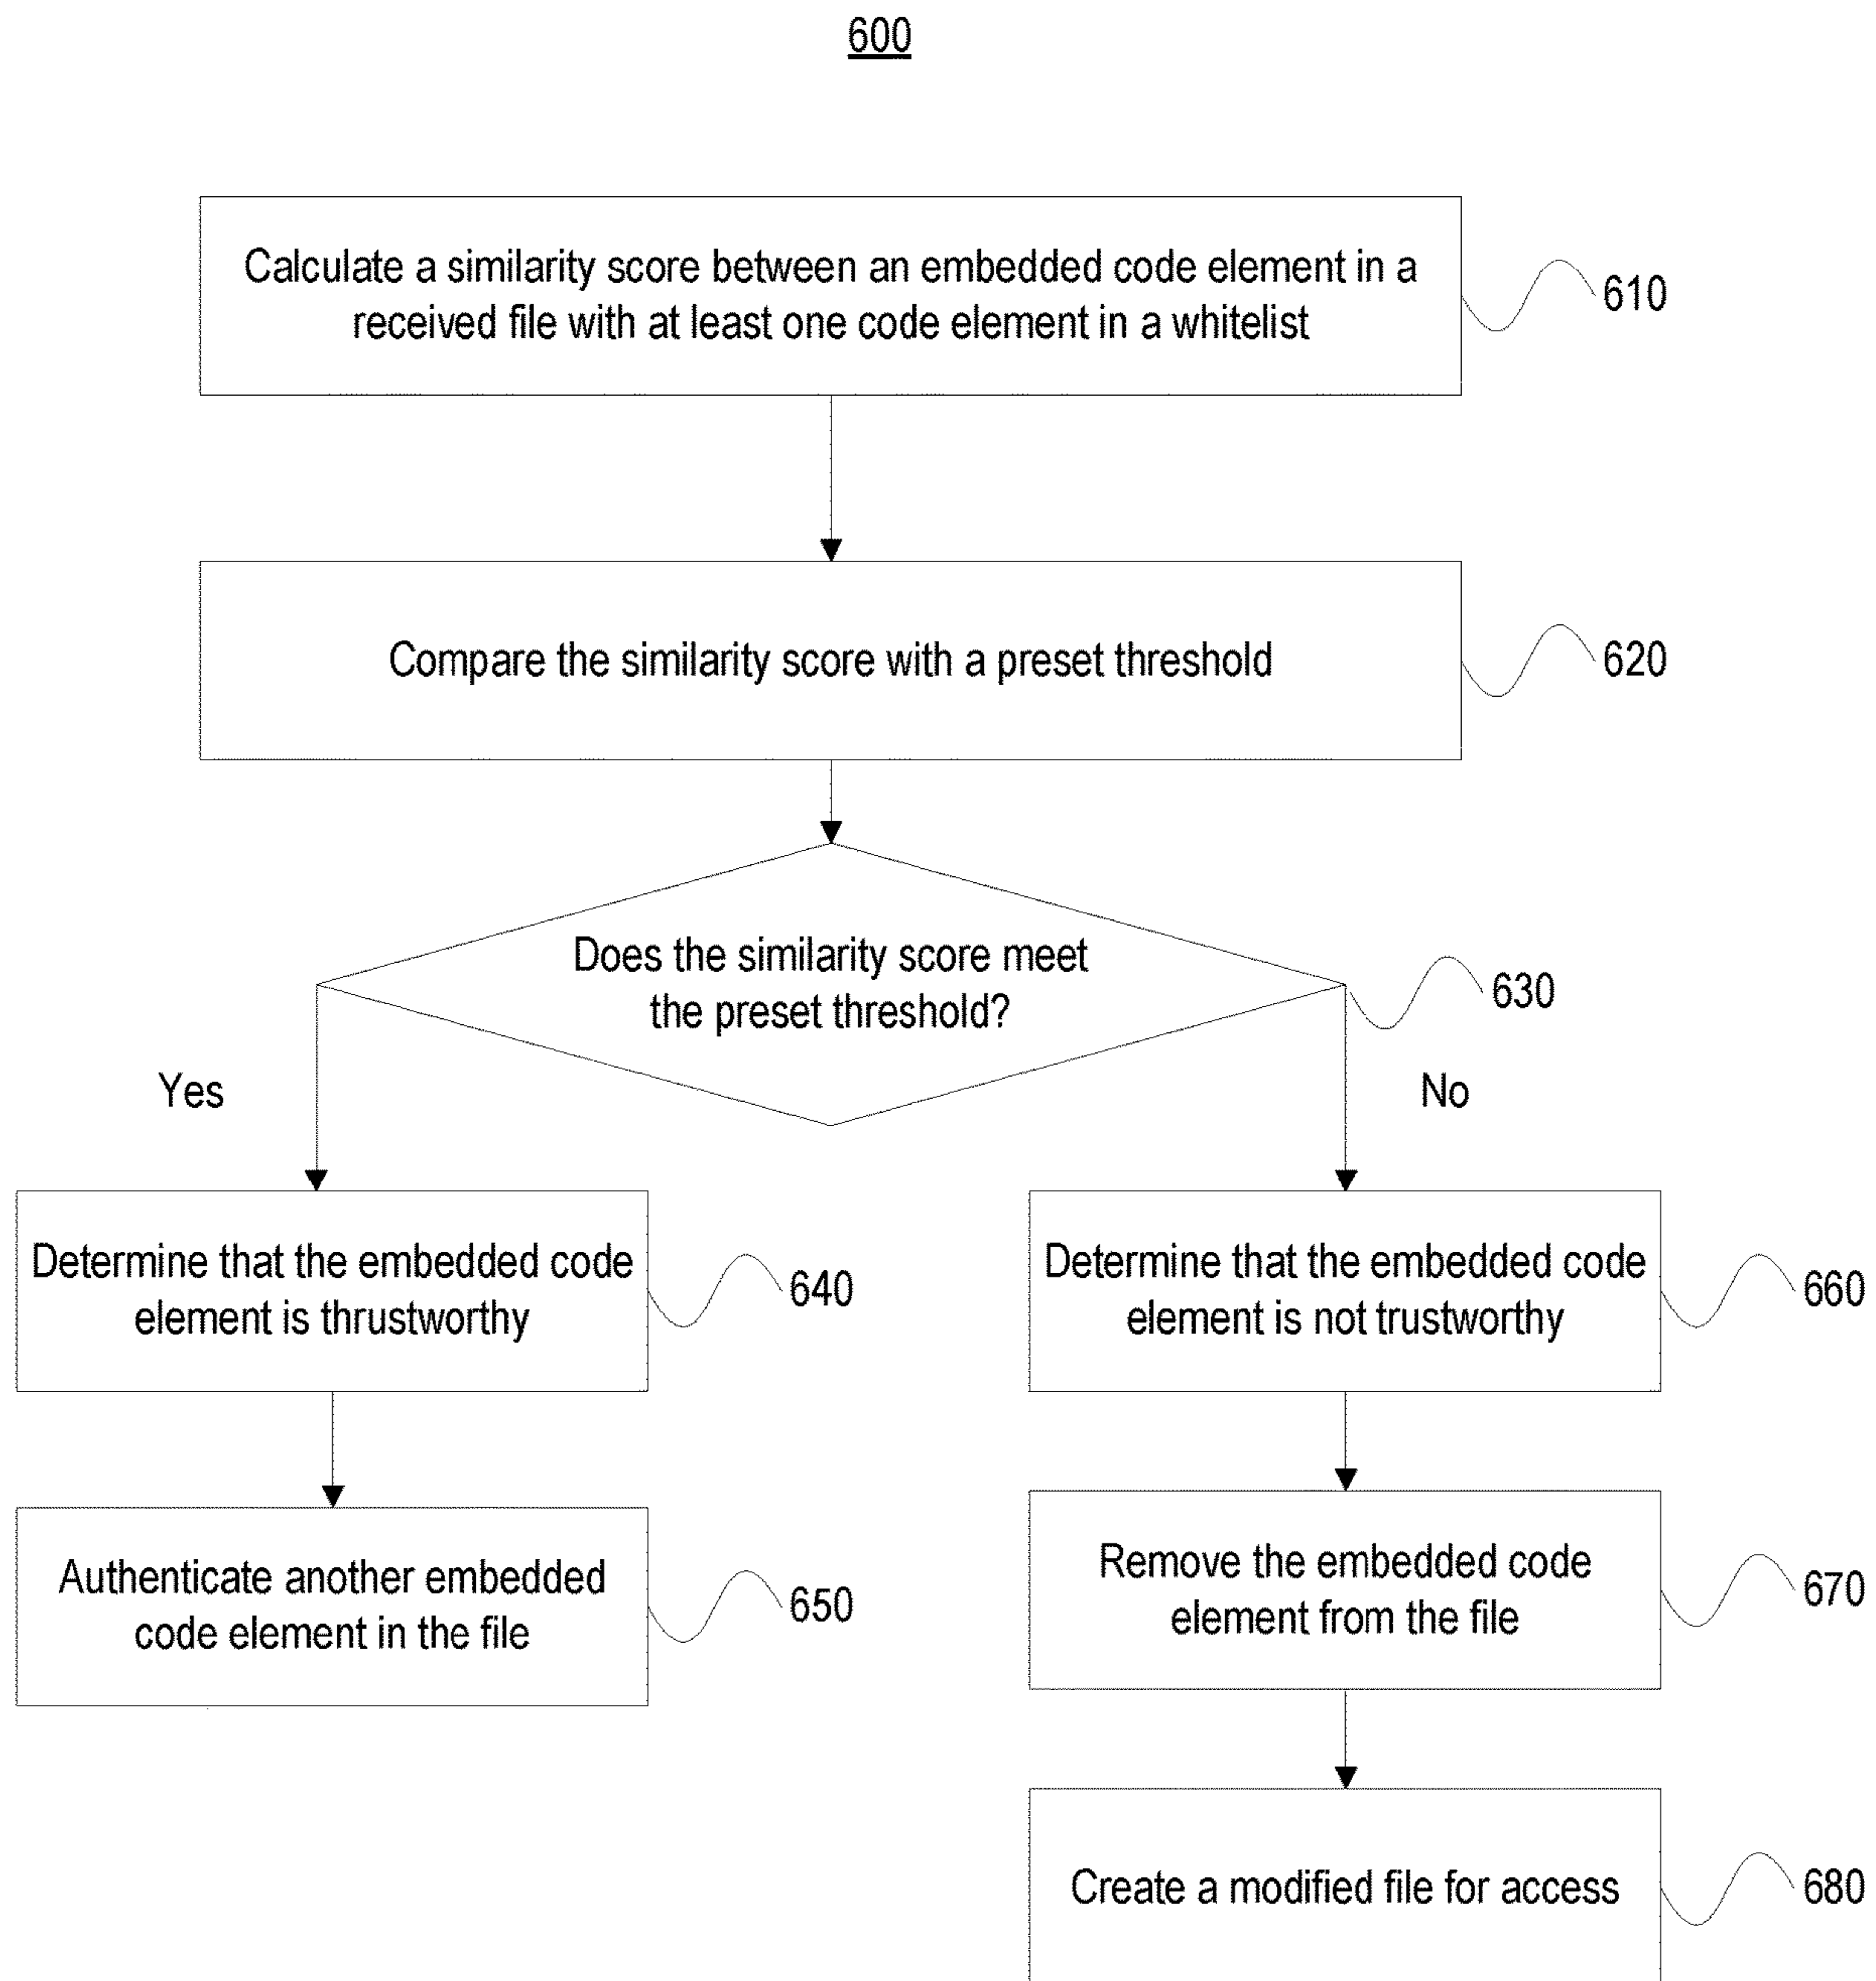 600
Calculate a similarity score between an embedded code element in a
received file with at least one code element in a whitelist
610
Compare the similarity score with a preset threshold
620
Does the similarity score meet
the preset threshold?
630
Yes
No
Determine that the embedded code
element is thrustworthy
640
Determine that the embedded code
element is not trustworthy
660
Authenticate another embedded
code element in the file
650
Remove the embedded code
element from the file
670
Create a modified file for access
680